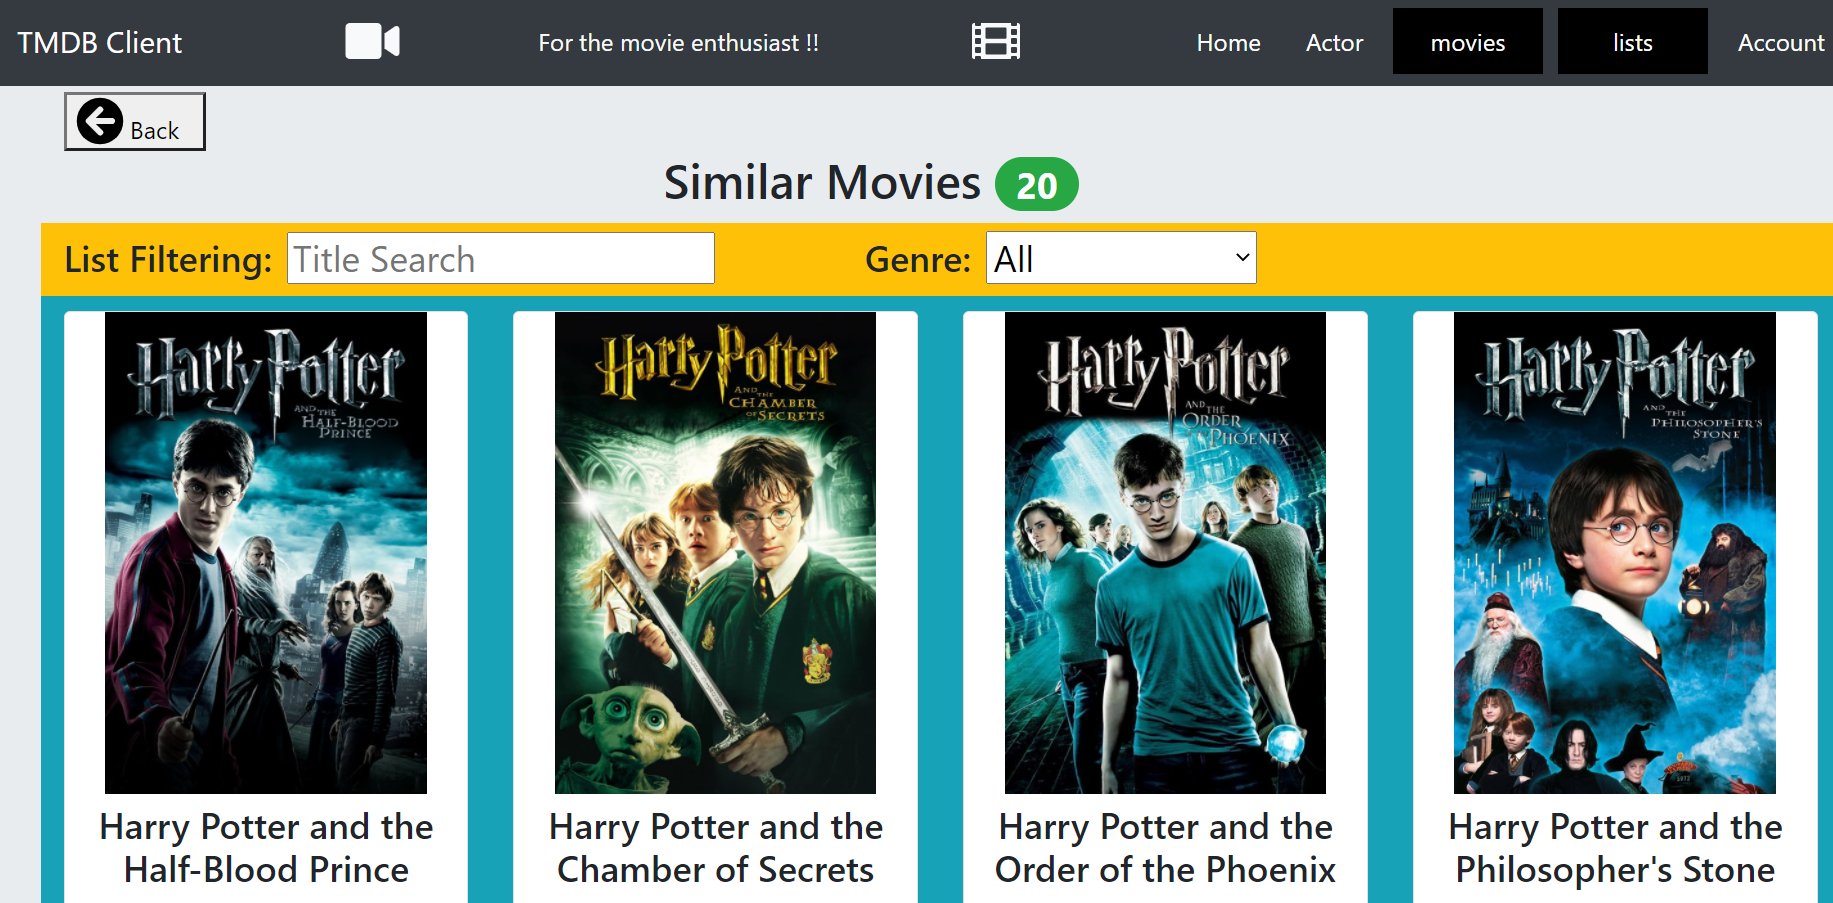 TMDB Client
For the movie enthusiast !!
Home
Actor
movies
lists
Account
Back
Similar Movies 20
List Filtering:
Title Search
Genre:
All
Harry Potter
AND THE
HALF-BLOOD
PRINCE
Harry Potter
AND THE
CHAMBER
OF SECRETS
Harry Potter
AND THE
ORDER
OF THE
PHOENIX
Harry Potter
AND THE
PHILOSOPHER'S
STONE
Harry Potter and the
Half-Blood Prince
Harry Potter and the
Chamber of Secrets
Harry Potter and the
Order of the Phoenix
Harry Potter and the
Philosopher's Stone